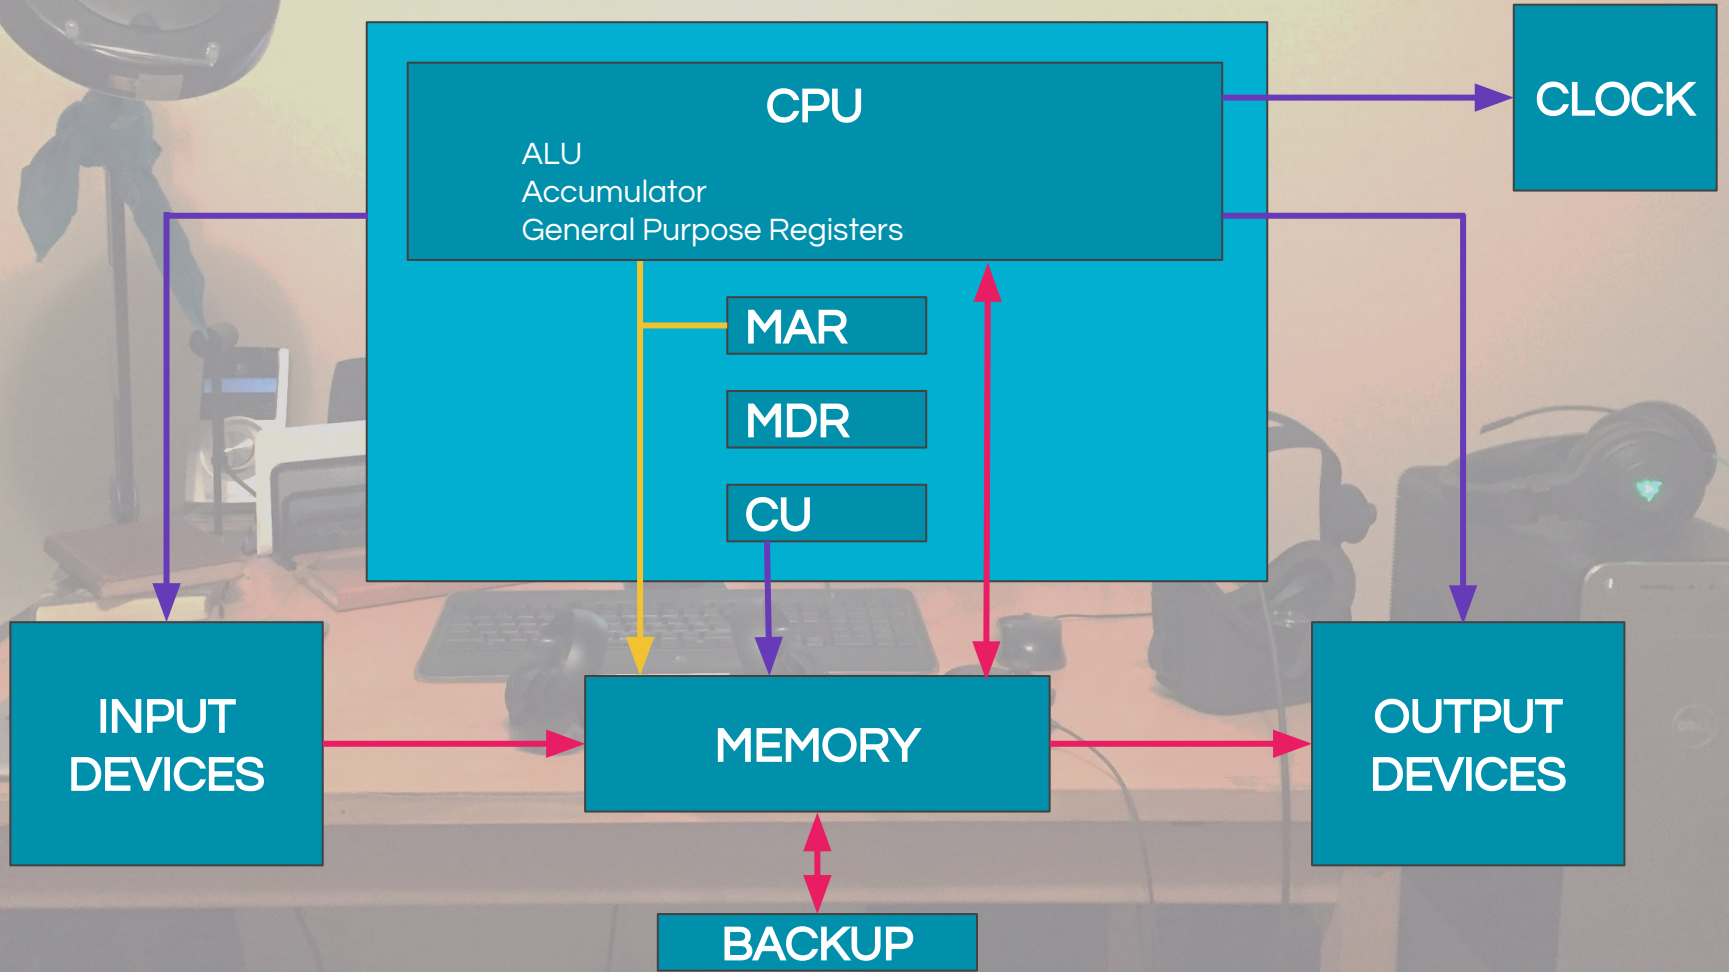 CPU
ALU
Accumulator
General Purpose Registers
CLOCK
MAR
MDR
CU
INPUT
DEVICES
MEMORY
OUTPUT
DEVICES
BACKUP